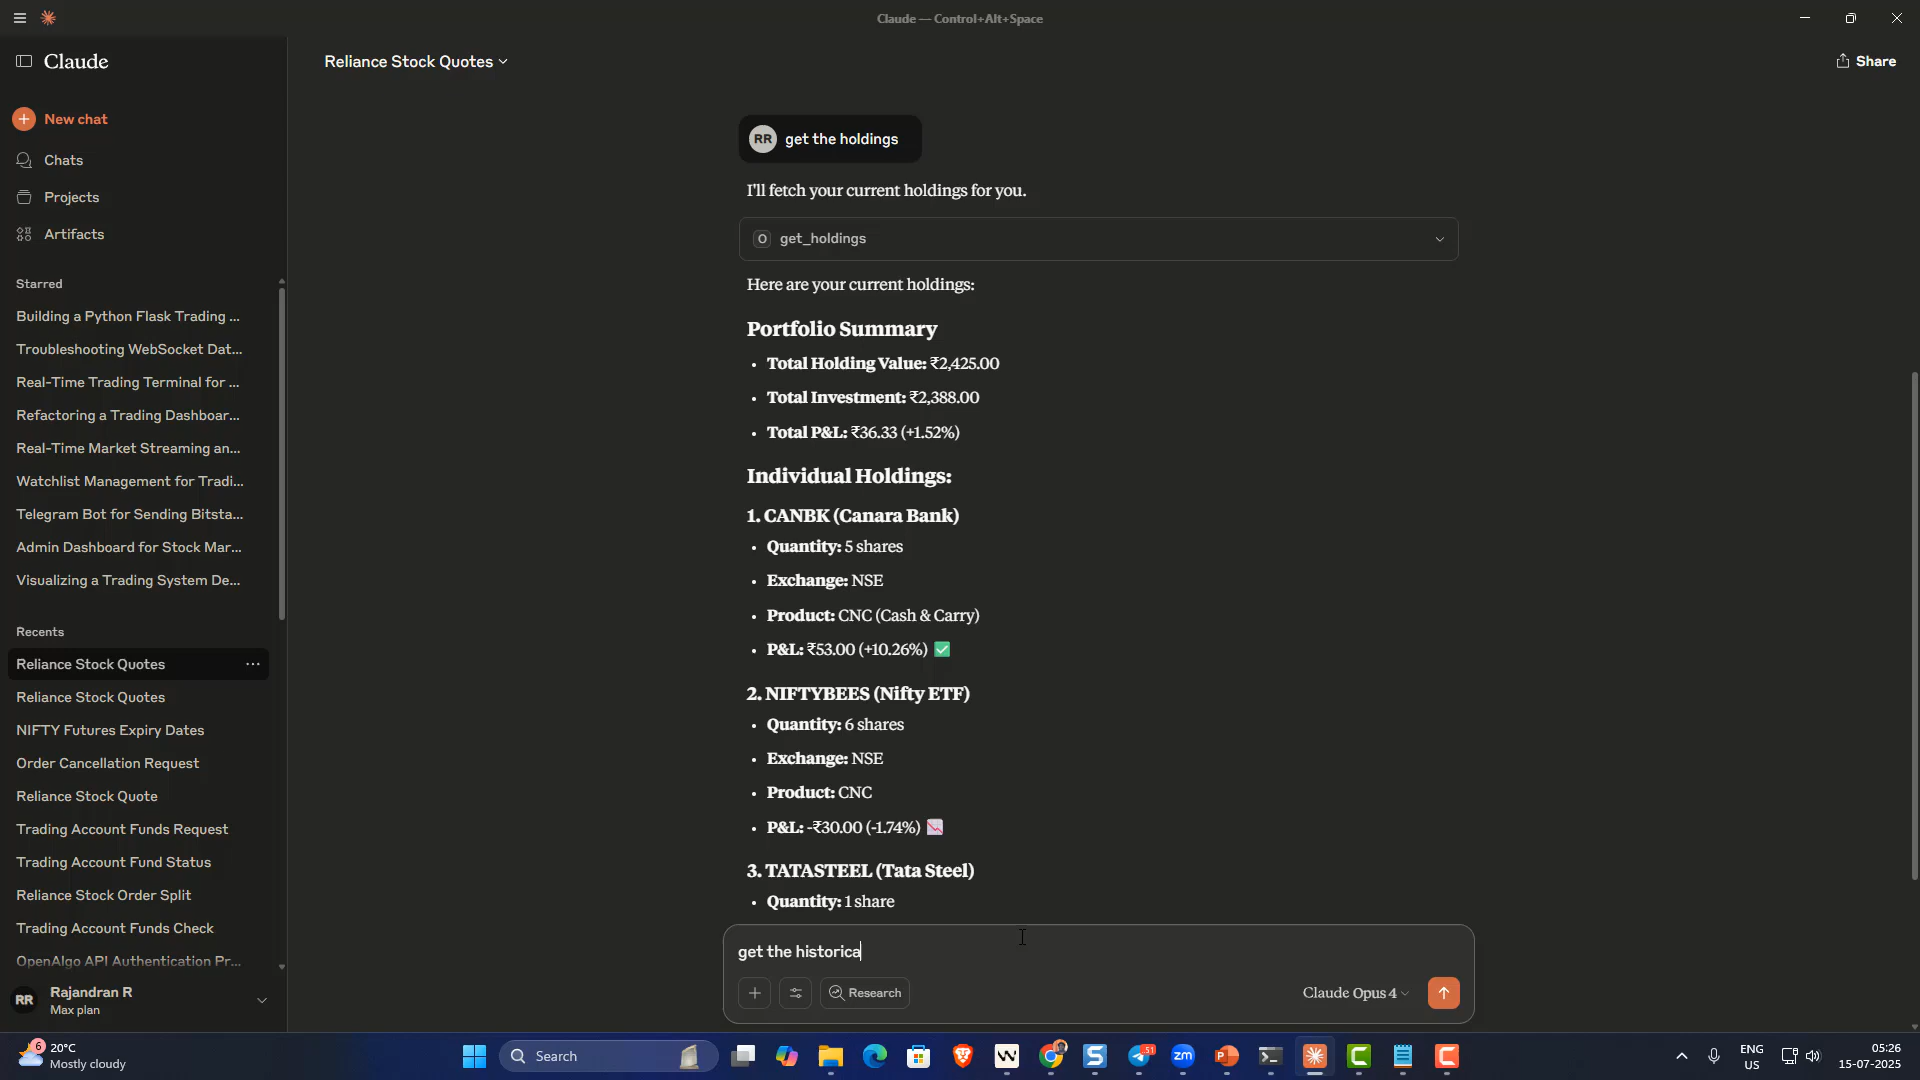 Claude — Control+Alt+Space
Claude
Reliance Stock Quotes
Share
New chat
Chats
Projects
Artifacts
Starred
Building a Python Flask Trading ...
Troubleshooting WebSocket Dat...
Real-Time Trading Terminal for ...
Refactoring a Trading Dashboar...
Real-Time Market Streaming an...
Watchlist Management for Tradi...
Telegram Bot for Sending Bitsta...
Admin Dashboard for Stock Mar...
Visualizing a Trading System De...
Recents
Reliance Stock Quotes
Reliance Stock Quotes
NIFTY Futures Expiry Dates
Order Cancellation Request
Reliance Stock Quote
Trading Account Funds Request
Trading Account Fund Status
Reliance Stock Order Split
Trading Account Funds Check
OpenAlgo API Authentication Pr...
RR
Rajandran R
Max plan
RR get the holdings
I'll fetch your current holdings for you.
O get_holdings
Here are your current holdings:
Portfolio Summary
• Total Holding Value: ₹2,425.00
• Total Investment: ₹2,388.00
• Total P&L: ₹36.33 (+1.52%)
Individual Holdings:
1. CANBK (Canara Bank)
• Quantity: 5 shares
• Exchange: NSE
• Product: CNC (Cash & Carry)
• P&L: ₹53.00 (+10.26%) ✅
2. NIFTYBEES (Nifty ETF)
• Quantity: 6 shares
• Exchange: NSE
• Product: CNC
• P&L: -₹30.00 (-1.74%) 📉
3. TATASTEEL (Tata Steel)
• Quantity: 1 share
get the historica
Research
Claude Opus 4
6
20°C
Mostly cloudy
Search
51
zm
ENG
US
05:26
15-07-2025